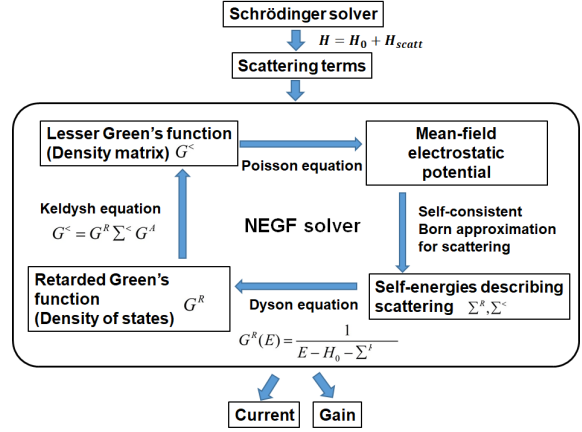 Schrödinger solver
H = H₀ + Hₛcₐₜₜ
Scattering terms
Lesser Green's function
(Density matrix) G^<
Poisson equation
Mean-field
electrostatic
potential
Keldysh equation
G^< = G^R Σ^< G^A
NEGF solver
Self-consistent
Born approximation
for scattering
Retarded Green's
function
(Density of states)
G^R
Dyson equation
Self-energies describing
scattering Σ^R, Σ^<
G^R(E) = 1
E − H₀ − Σ
Current
Gain